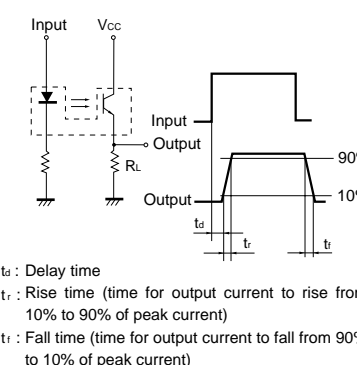 Input Vcc
Input
Output
RL
90%
Output 10%
td
tr tf
td : Delay time
tr : Rise time (time for output current to rise from
10% to 90% of peak current)
tf : Fall time (time for output current to fall from 90%
to 10% of peak current)